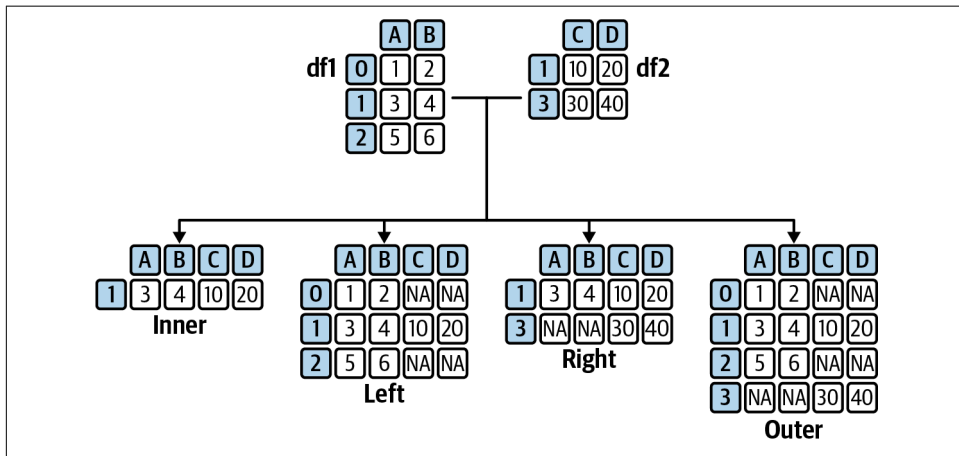 A B
C D
df1 0 1 2
1 10 20 df2
1 3 4
3 30 40
2 5 6
A B C D
1 3 4 10 20
Inner
A B C D
0 1 2 NA NA
1 3 4 10 20
2 5 6 NA NA
Left
A B C D
1 3 4 10 20
3 NA NA 30 40
Right
A B C D
0 1 2 NA NA
1 3 4 10 20
2 5 6 NA NA
3 NA NA 30 40
Outer